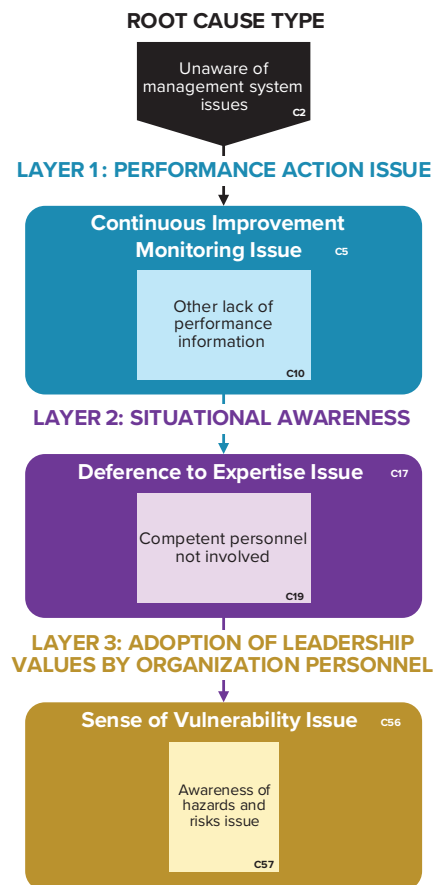 ROOT CAUSE TYPE
Unaware of
management system
issues
C2
LAYER 1: PERFORMANCE ACTION ISSUE
Continuous Improvement
Monitoring Issue
C5
Other lack of
performance
information
C10
LAYER 2: SITUATIONAL AWARENESS
Deference to Expertise Issue
C17
Competent personnel
not involved
C19
LAYER 3: ADOPTION OF LEADERSHIP
VALUES BY ORGANIZATION PERSONNEL
Sense of Vulnerability Issue
C56
Awareness of
hazards and
risks issue
C57